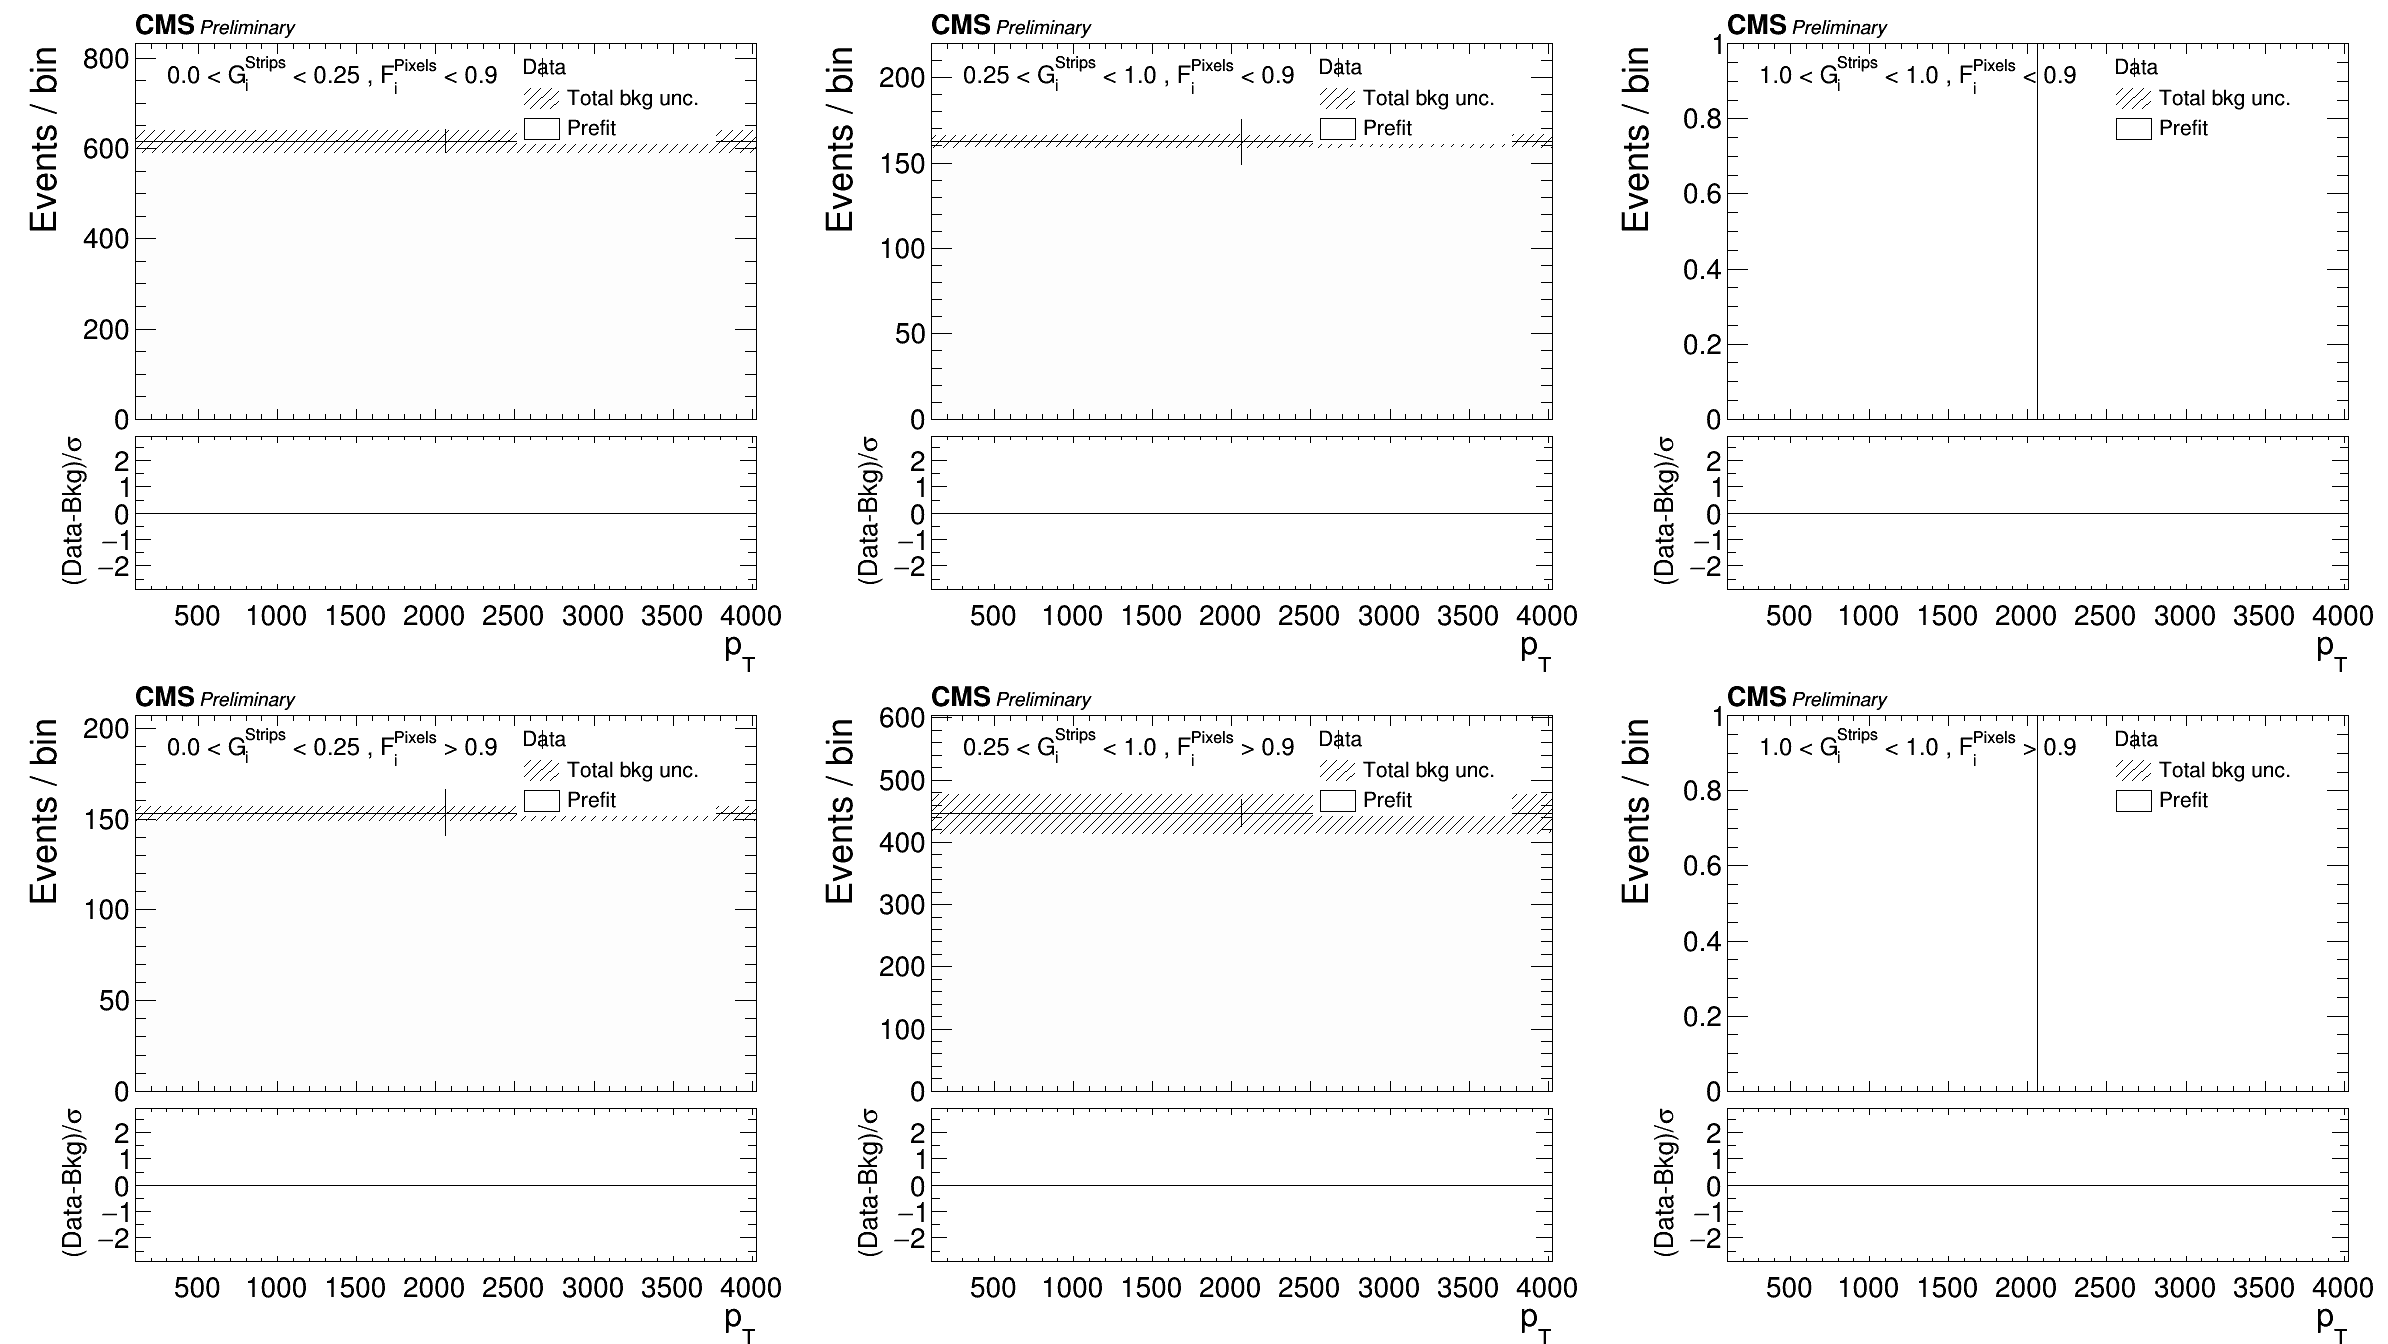 CMS Preliminary
Events / bin
800
600
400
200
0
0.0 < G_i^Strips < 0.25 , F_i^Pixels < 0.9
Data
Total bkg unc.
Prefit
(Data-Bkg)/σ
2
1
0
−1
−2
500 1000 1500 2000 2500 3000 3500 4000
p_T
CMS Preliminary
Events / bin
200
150
100
50
0
0.25 < G_i^Strips < 1.0 , F_i^Pixels < 0.9
Data
Total bkg unc.
Prefit
(Data-Bkg)/σ
2
1
0
−1
−2
500 1000 1500 2000 2500 3000 3500 4000
p_T
CMS Preliminary
Events / bin
1
0.8
0.6
0.4
0.2
0
1.0 < G_i^Strips < 1.0 , F_i^Pixels < 0.9
Data
Total bkg unc.
Prefit
(Data-Bkg)/σ
2
1
0
−1
−2
500 1000 1500 2000 2500 3000 3500 4000
p_T
CMS Preliminary
Events / bin
200
150
100
50
0
0.0 < G_i^Strips < 0.25 , F_i^Pixels > 0.9
Data
Total bkg unc.
Prefit
(Data-Bkg)/σ
2
1
0
−1
−2
500 1000 1500 2000 2500 3000 3500 4000
p_T
CMS Preliminary
Events / bin
600
500
400
300
200
100
0
0.25 < G_i^Strips < 1.0 , F_i^Pixels > 0.9
Data
Total bkg unc.
Prefit
(Data-Bkg)/σ
2
1
0
−1
−2
500 1000 1500 2000 2500 3000 3500 4000
p_T
CMS Preliminary
Events / bin
1
0.8
0.6
0.4
0.2
0
1.0 < G_i^Strips < 1.0 , F_i^Pixels > 0.9
Data
Total bkg unc.
Prefit
(Data-Bkg)/σ
2
1
0
−1
−2
500 1000 1500 2000 2500 3000 3500 4000
p_T